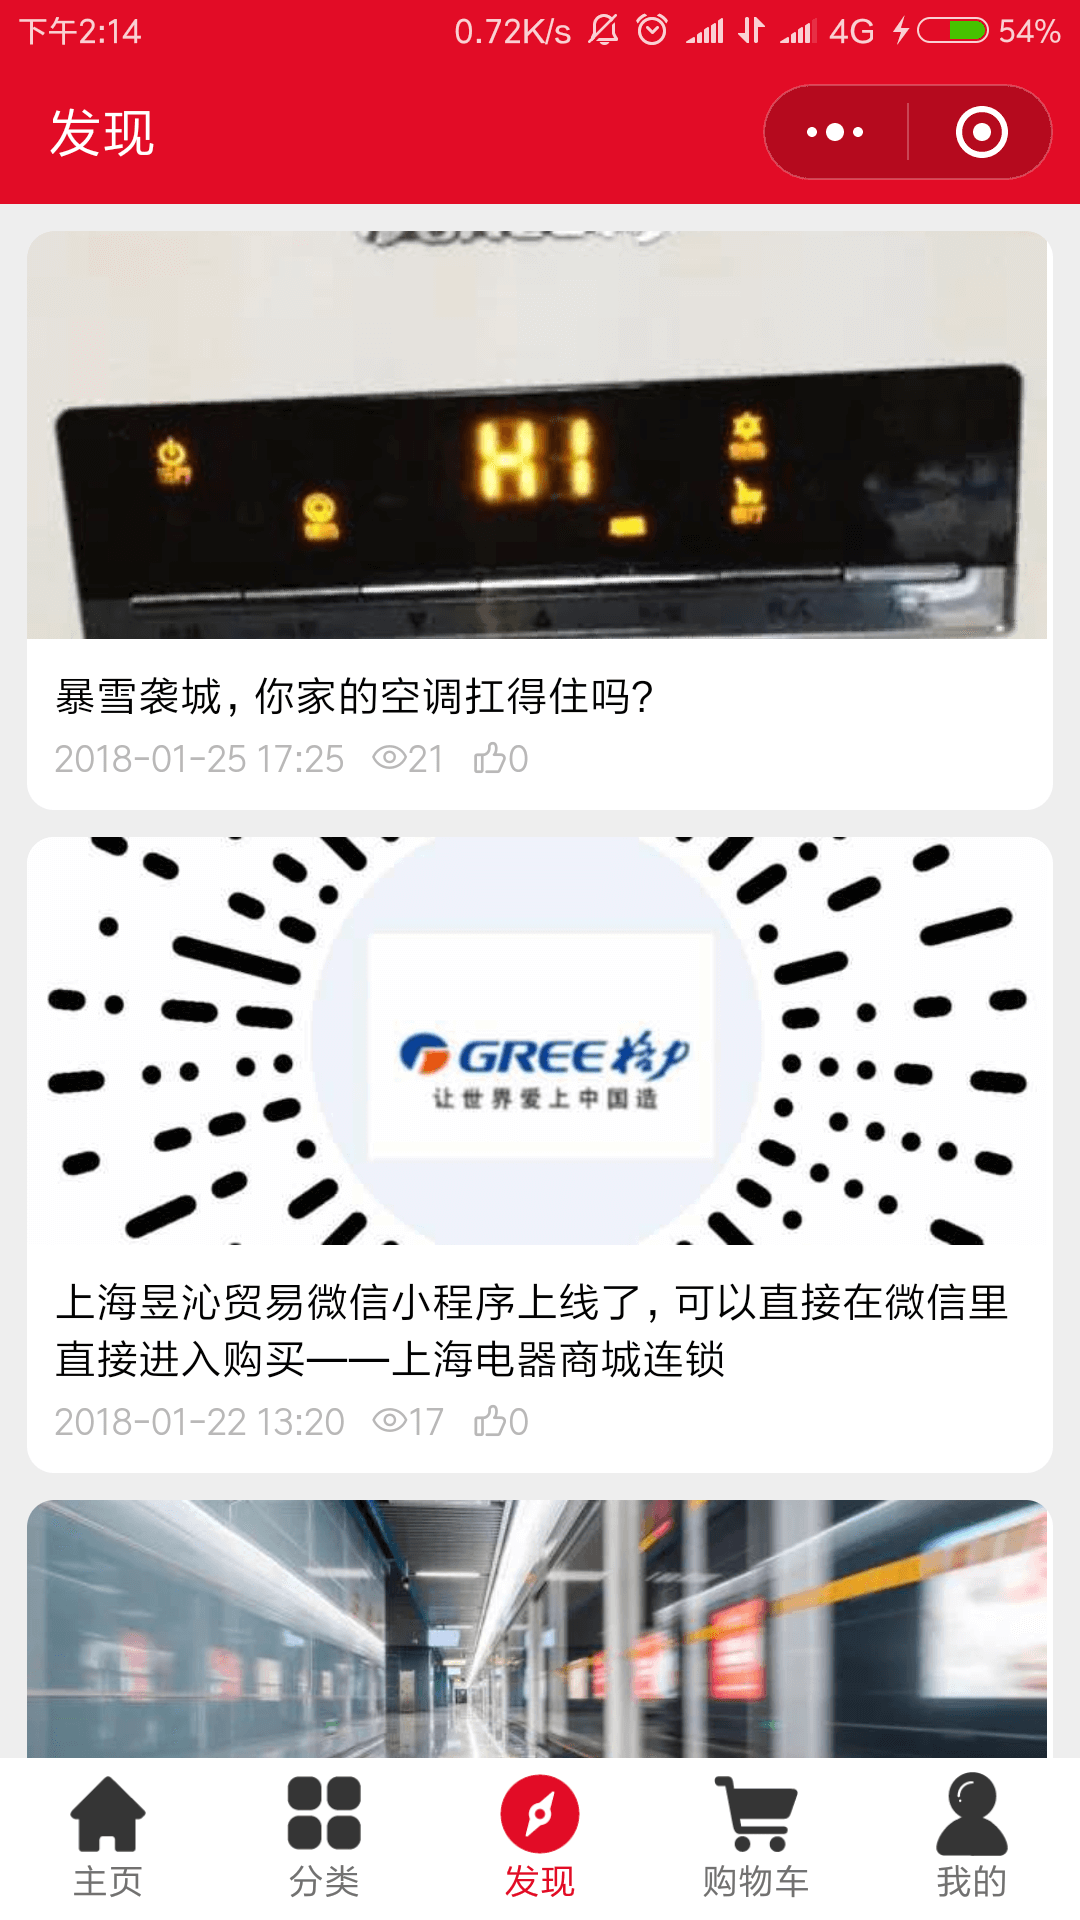 下午2:14
0.72K/s 4G 54%
发现
H1
暴雪袭城，你家的空调扛得住吗？
2018-01-25 17:25 21 0
GREE格力
让世界爱上中国造
上海昱沁贸易微信小程序上线了，可以直接在微信里
直接进入购买——上海电器商城连锁
2018-01-22 13:20 17 0
主页 分类 发现 购物车 我的